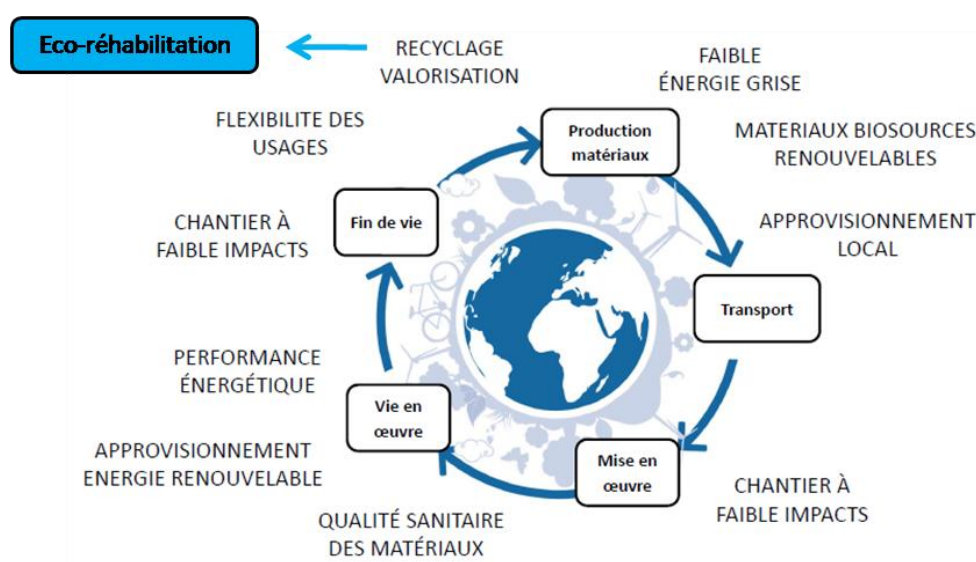 Eco-réhabilitation
RECYCLAGE
VALORISATION
FAIBLE
ÉNERGIE GRISE
FLEXIBILITE DES
USAGES
Production
matériaux
MATERIAUX BIOSOURCES
RENOUVELABLES
CHANTIER À
FAIBLE IMPACTS
Fin de vie
APPROVISIONNEMENT
LOCAL
Transport
PERFORMANCE
ÉNERGÉTIQUE
Vie en
œuvre
APPROVISIONNEMENT
ENERGIE RENOUVELABLE
Mise en
œuvre
CHANTIER À
FAIBLE IMPACTS
QUALITÉ SANITAIRE
DES MATÉRIAUX